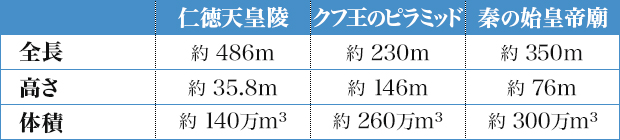 仁徳天皇陵 クフ王のピラミッド 秦の始皇帝廟
全長 約 486m 約 230m 約 350m
高さ 約 35.8m 約 146m 約 76m
体積 約 140万m³ 約 260万m³ 約 300万m³